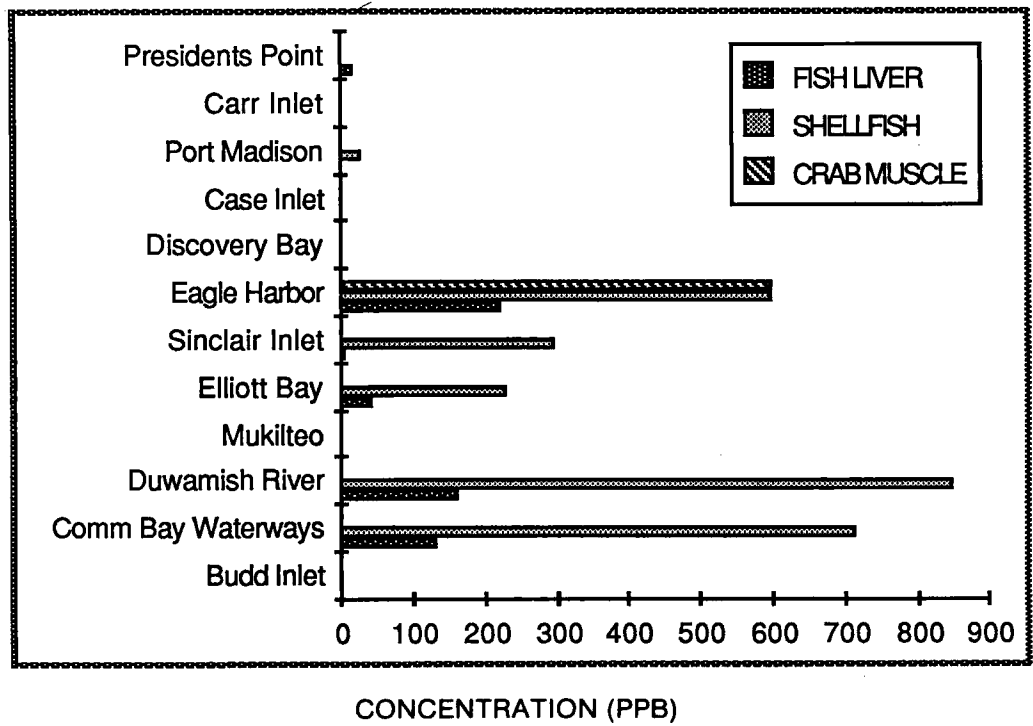 Presidents Point
Carr Inlet
Port Madison
Case Inlet
Discovery Bay
Eagle Harbor
Sinclair Inlet
Elliott Bay
Mukilteo
Duwamish River
Comm Bay Waterways
Budd Inlet
FISH LIVER
SHELLFISH
CRAB MUSCLE
0 100 200 300 400 500 600 700 800 900
CONCENTRATION (PPB)